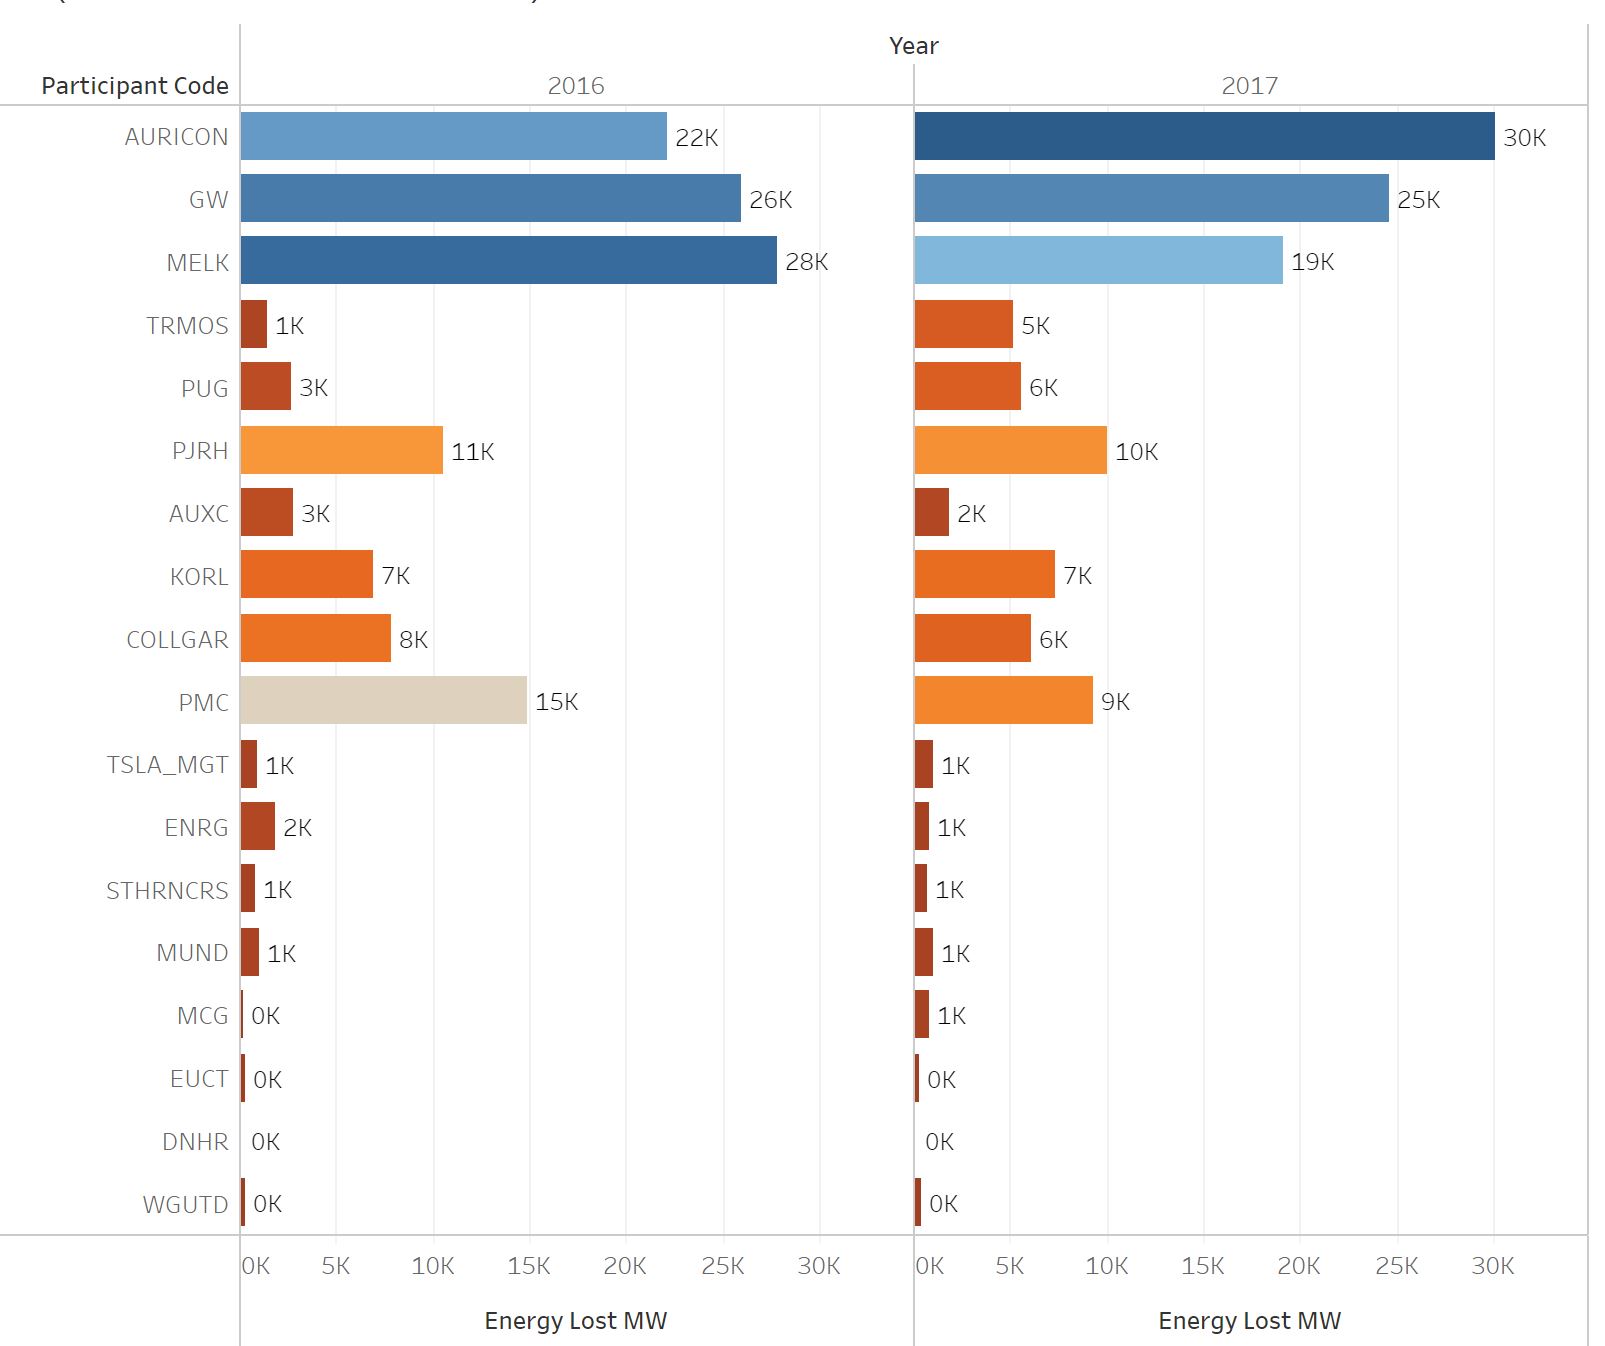 Year
Participant Code 2016 2017
AURICON 22K 30K
GW 26K 25K
MELK 28K 19K
TRMOS 1K 5K
PUG 3K 6K
PJRH 11K 10K
AUXC 3K 2K
KORL 7K 7K
COLLGAR 8K 6K
PMC 15K 9K
TSLA_MGT 1K 1K
ENRG 2K 1K
STHRNCRS 1K 1K
MUND 1K 1K
MCG 0K 1K
EUCT 0K 0K
DNHR 0K 0K
WGUTD 0K 0K
0K 5K 10K 15K 20K 25K 30K 0K 5K 10K 15K 20K 25K 30K
Energy Lost MW Energy Lost MW